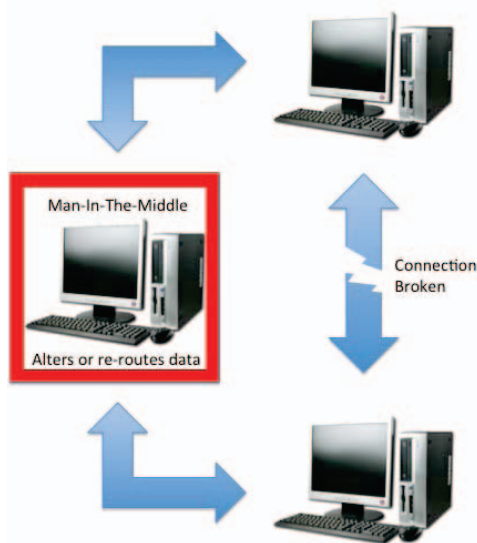 Man-In-The-Middle
Alters or re-routes data
Connection
Broken